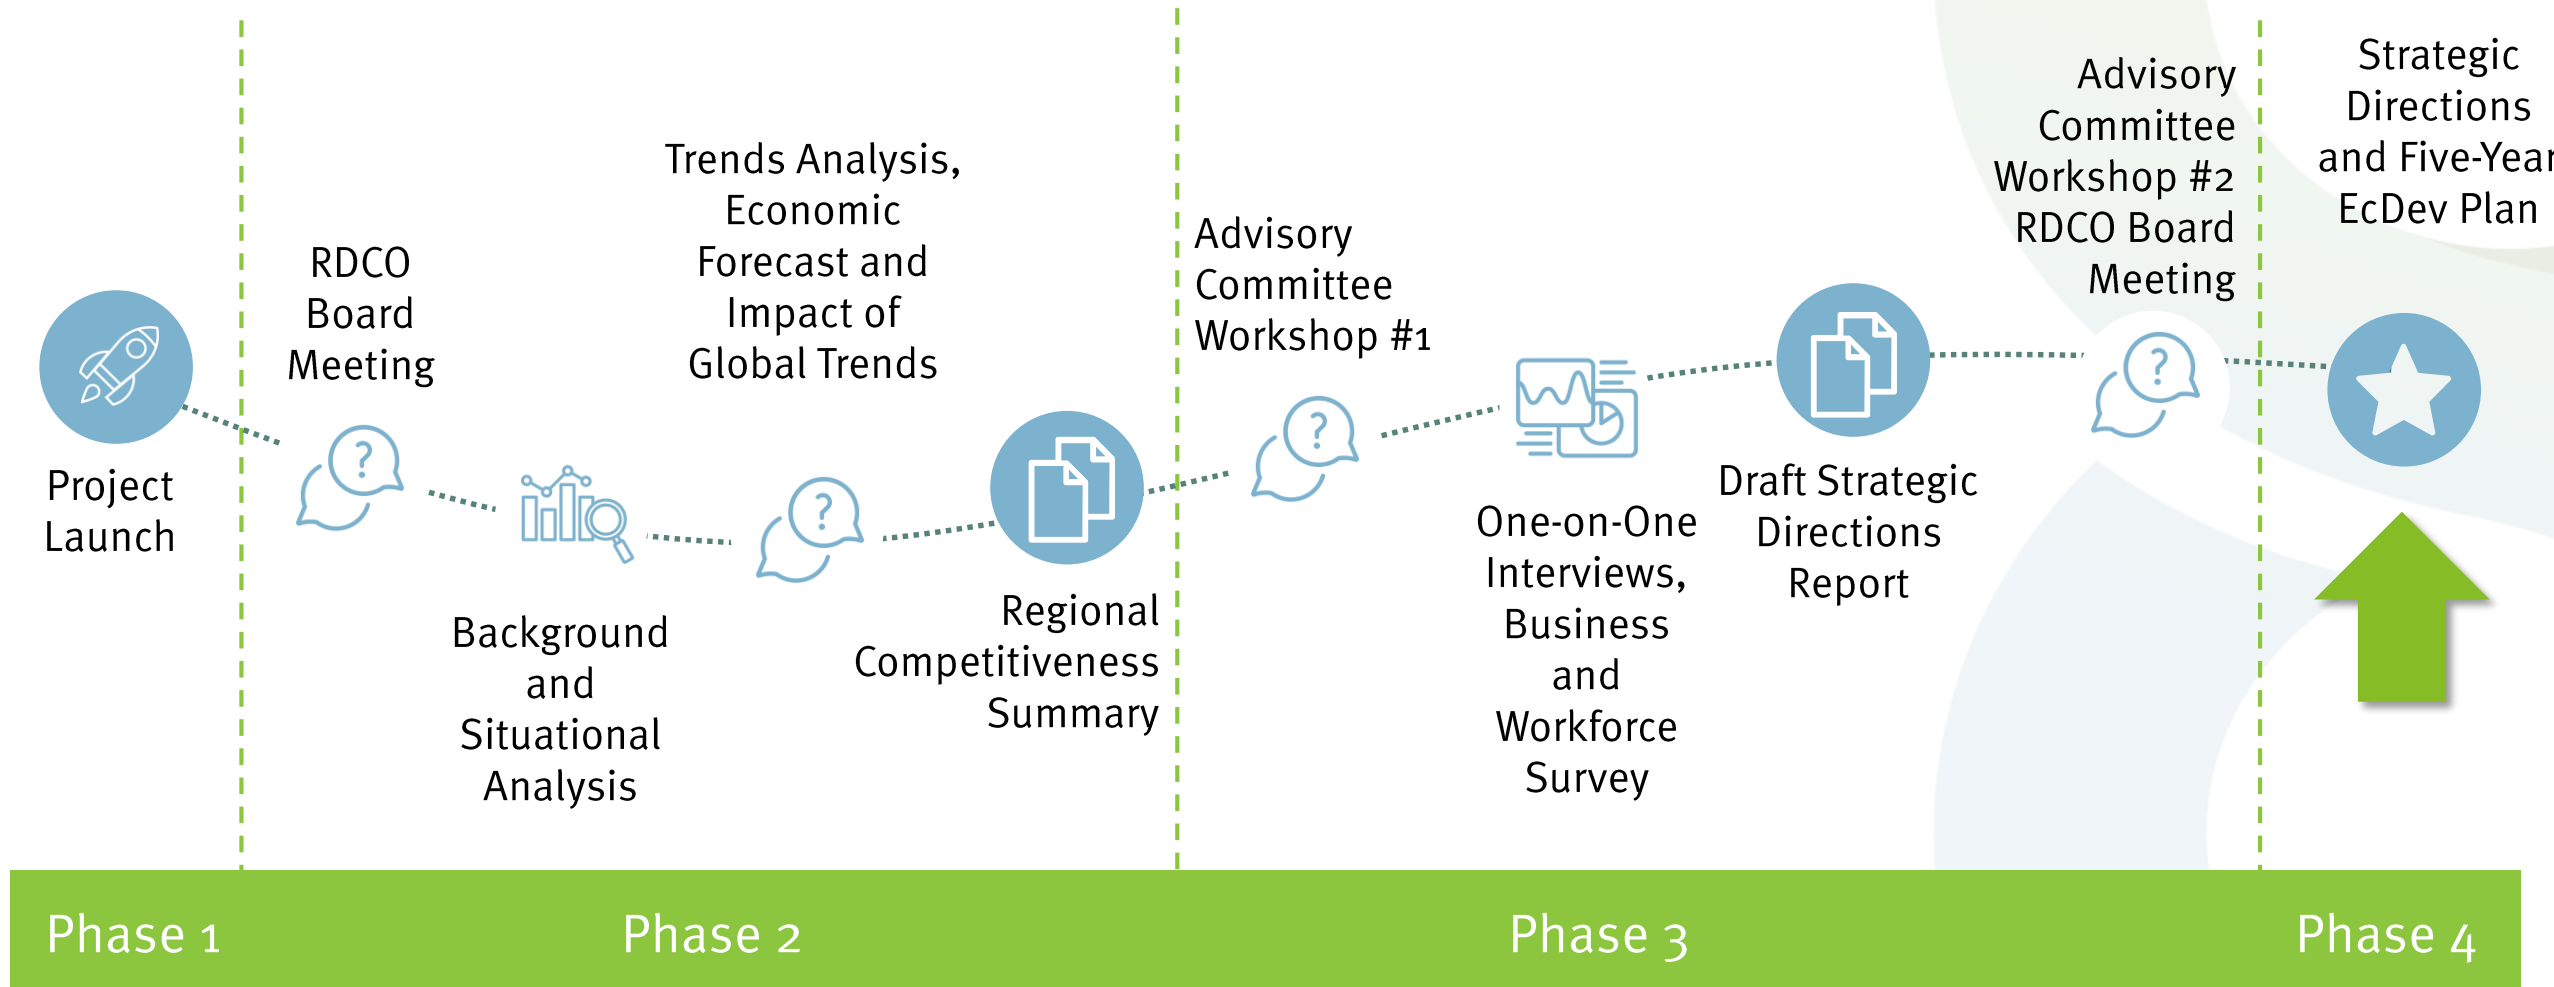 Project
Launch
RDCO
Board
Meeting
Background
and
Situational
Analysis
Trends Analysis,
Economic
Forecast and
Impact of
Global Trends
Regional
Competitiveness
Summary
Advisory
Committee
Workshop #1
One-on-One
Interviews,
Business
and
Workforce
Survey
Draft Strategic
Directions
Report
Advisory
Committee
Workshop #2
RDCO Board
Meeting
Strategic
Directions
and Five-Year
EcDev Plan
?
?
?
?
Phase 1
Phase 2
Phase 3
Phase 4